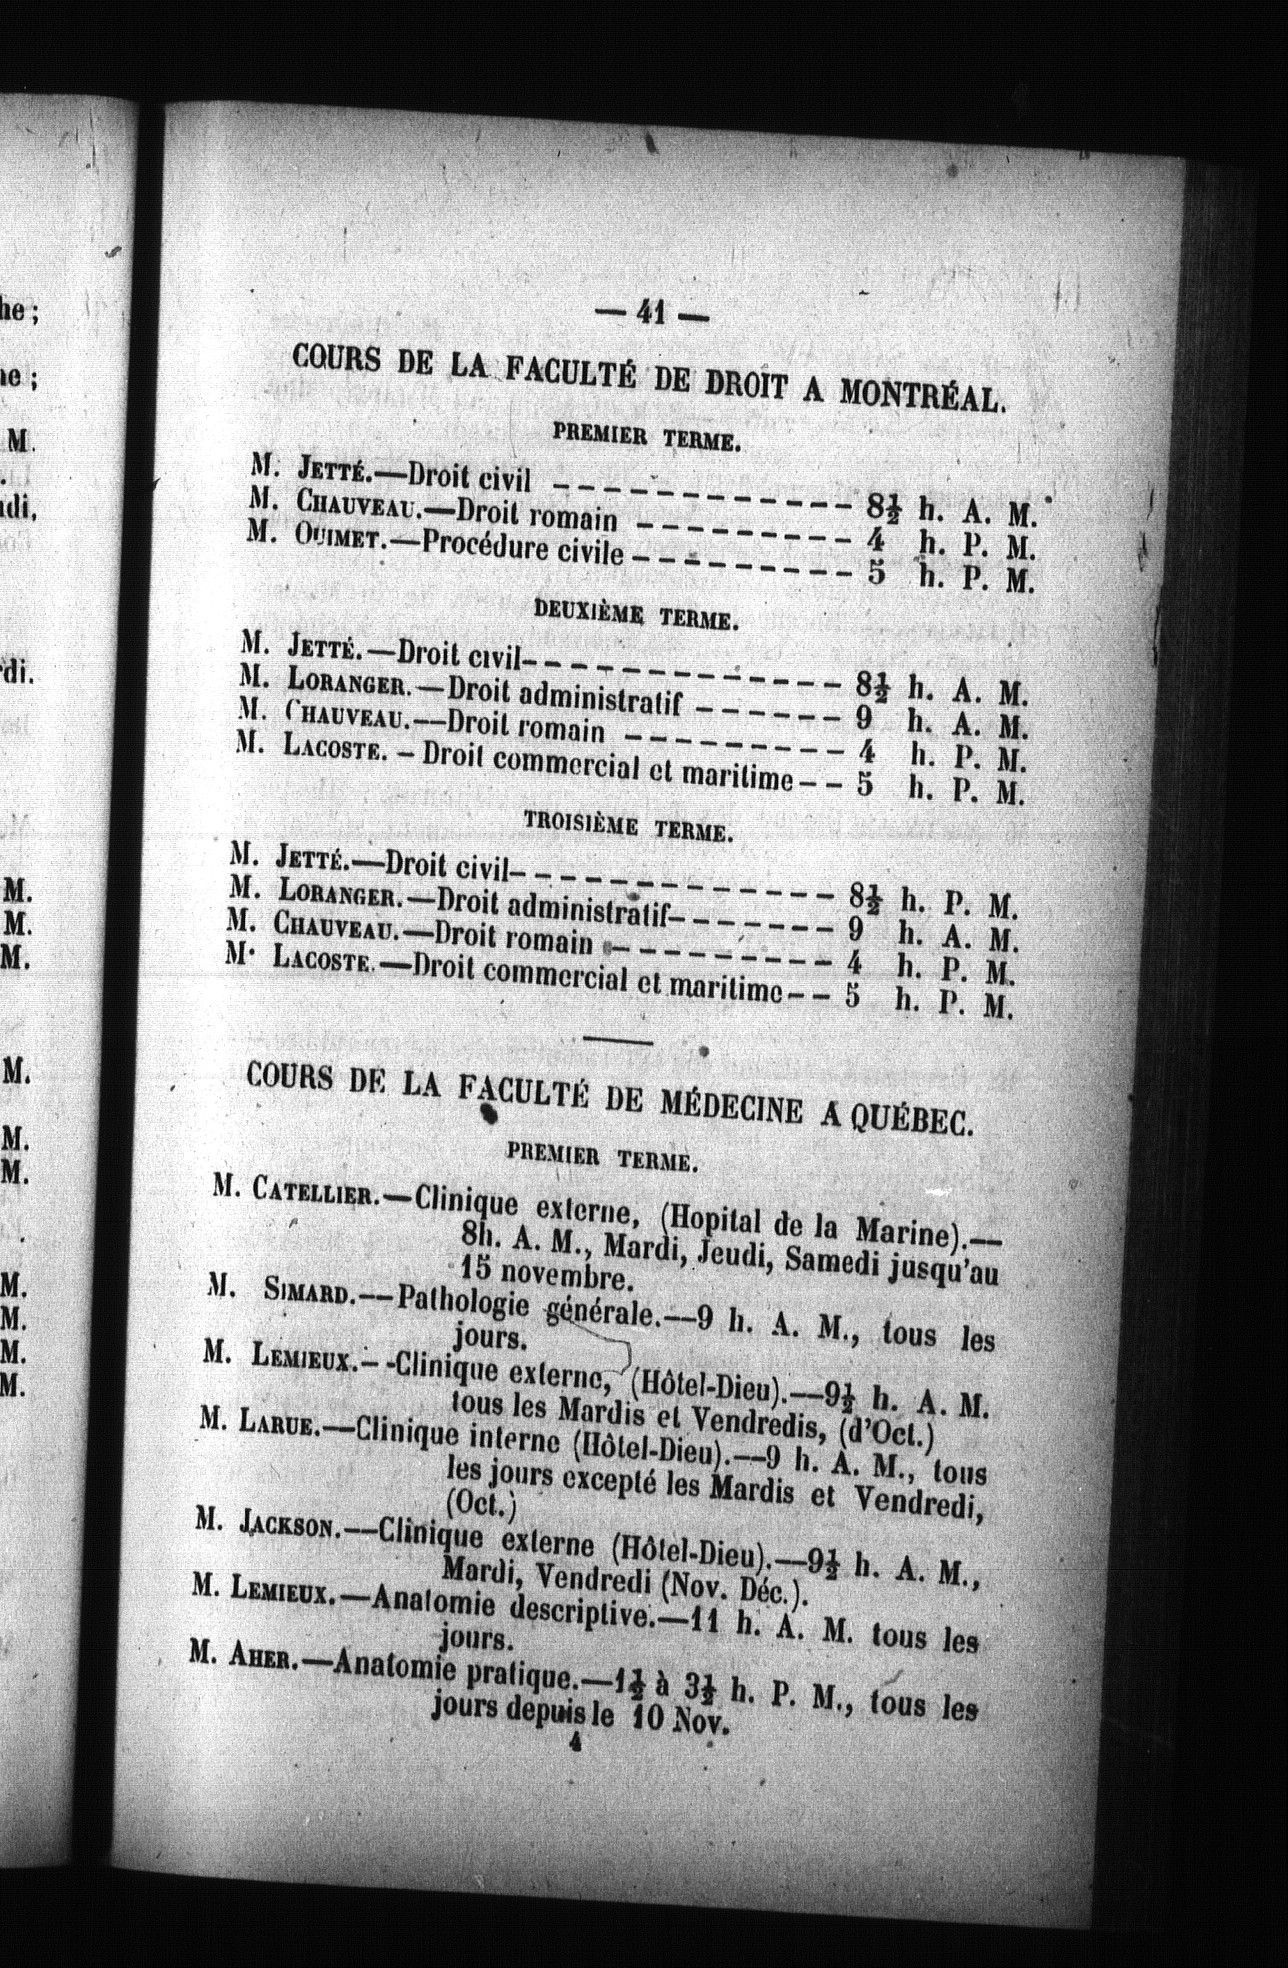 — 41 —
COURS DE LA FACULTÉ DE DROIT A MONTRÉAL.
PREMIER TERME.
M. JETTÉ.—Droit civil – – – – – – – – – – – – 8½ h. A. M.
M. CHAUVEAU.—Droit romain – – – – – – – – – 4 h. P. M.
M. OUIMET.—Procédure civile – – – – – – – – – 5 h. P. M.
DEUXIÈME TERME.
M. JETTÉ.—Droit civil– – – – – – – – – – – – – 8½ h. A. M.
M. LORANGER.—Droit administratif – – – – – – 9 h. A. M.
M. CHAUVEAU.—Droit romain – – – – – – – – – 4 h. P. M.
M. LACOSTE. – Droit commercial et maritime – – 5 h. P. M.
TROISIÈME TERME.
M. JETTÉ.—Droit civil– – – – – – – – – – – – – 8½ h. P. M.
M. LORANGER.—Droit administratif– – – – – – – 9 h. A. M.
M. CHAUVEAU.—Droit romain – – – – – – – – – 4 h. P. M.
M. LACOSTE.—Droit commercial et maritime – – 5 h. P. M.
COURS DE LA FACULTÉ DE MÉDECINE A QUÉBEC.
PREMIER TERME.
M. CATELLIER.—Clinique externe, (Hopital de la Marine).—
8h. A. M., Mardi, Jeudi, Samedi jusqu'au
15 novembre.
M. SIMARD.—Pathologie générale.—9 h. A. M., tous les
jours.
M. LEMIEUX.- -Clinique externe, (Hôtel-Dieu).—9½ h. A. M.
tous les Mardis et Vendredis, (d'Oct.)
M. LARUE.—Clinique interne (Hôtel-Dieu).—9 h. A. M., tous
les jours excepté les Mardis et Vendredi,
(Oct.)
M. JACKSON.—Clinique externe (Hôtel-Dieu).—9½ h. A. M.,
Mardi, Vendredi (Nov. Déc.).
M. LEMIEUX.—Anatomie descriptive.—11 h. A. M. tous les
jours.
M. AHER.—Anatomie pratique.—1½ à 3½ h. P. M., tous les
jours depuis le 10 Nov.
4